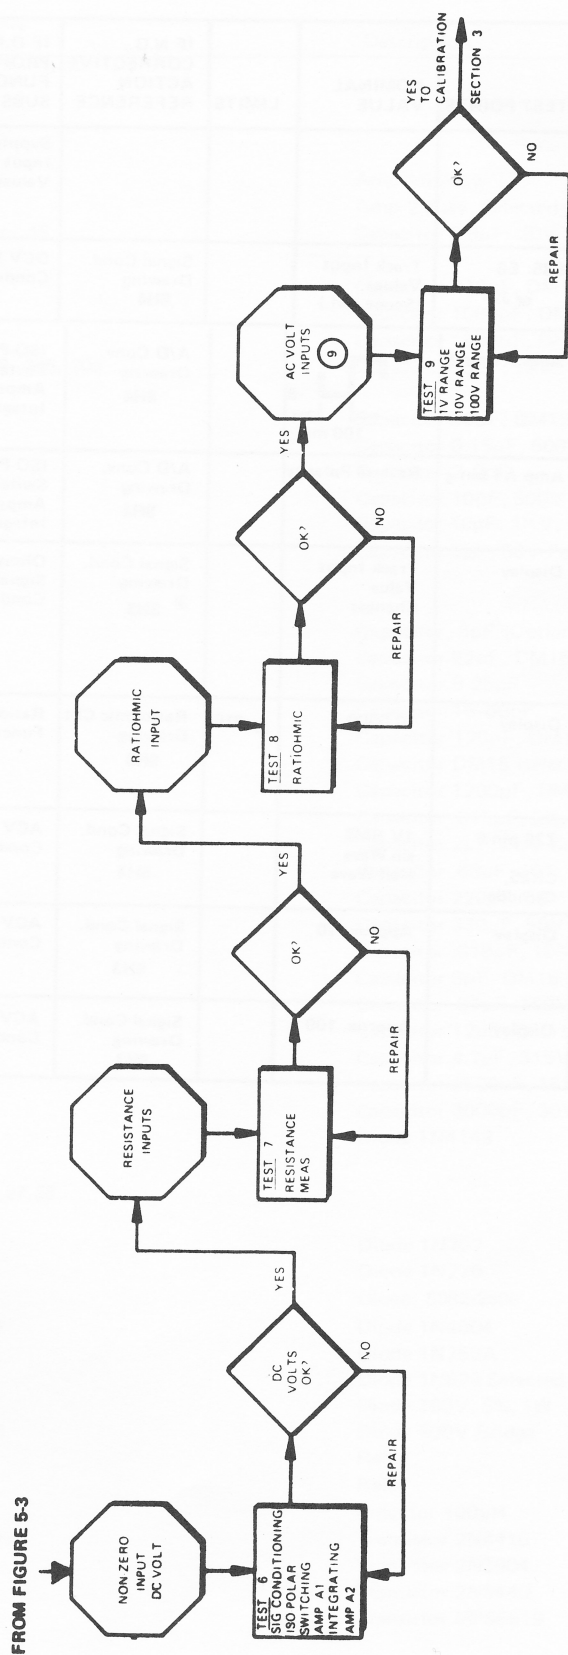 FROM FIGURE 5-3
NON ZERO
INPUT
DC VOLT
TEST 6
SIG CONDITIONING
ISO POLAR
SWITCHING
AMP A1
INTEGRATING
AMP A2
DC
VOLTS
OK?
NO
REPAIR
YES
RESISTANCE
INPUTS
TEST 7
RESISTANCE
MEAS
OK?
NO
REPAIR
YES
RATIOHMIC
INPUT
TEST 8
RATIOHMIC
OK?
NO
REPAIR
YES
AC VOLT
INPUTS
9
TEST 9
1V RANGE
10V RANGE
100V RANGE
OK?
NO
REPAIR
YES
TO
CALIBRATION
SECTION 3